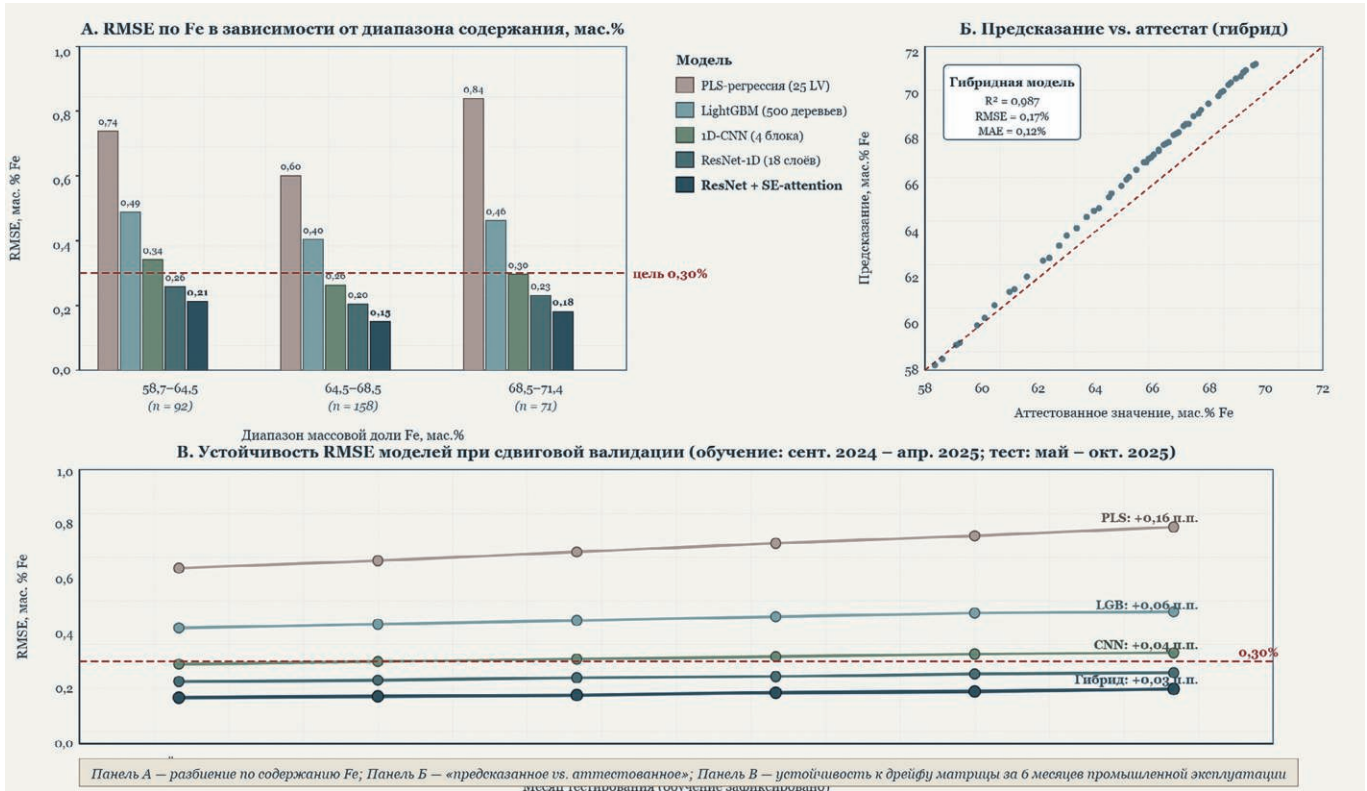 А. RMSE по Fe в зависимости от диапазона содержания, мас.%
RMSE, мас. % Fe
1,0
0,8
0,6
0,4
0,2
0,0
0,74
0,49
0,34
0,26
0,21
0,60
0,40
0,26
0,20
0,15
0,84
0,46
0,30
0,23
0,18
цель 0,30%
58,7–64,5
(n = 92)
64,5–68,5
(n = 158)
68,5–71,4
(n = 71)
Диапазон массовой доли Fe, мас.%
Модель
PLS-регрессия (25 LV)
LightGBM (500 деревьев)
1D-CNN (4 блока)
ResNet-1D (18 слоёв)
ResNet + SE-attention
Б. Предсказание vs. аттестат (гибрид)
Предсказание, мас.% Fe
72
70
68
66
64
62
60
58
Гибридная модель
R² = 0,987
RMSE = 0,17%
MAE = 0,12%
58 60 62 64 66 68 70 72
Аттестованное значение, мас.% Fe
В. Устойчивость RMSE моделей при сдвиговой валидации (обучение: сент. 2024 – апр. 2025; тест: май – окт. 2025)
RMSE, мас. % Fe
1,0
0,8
0,6
0,4
0,2
0,0
PLS: +0,16 п.п.
LGB: +0,06 п.п.
CNN: +0,04 п.п.
0,30%
Гибрид: +0,03 п.п.
Панель А — разбиение по содержанию Fe; Панель Б — «предсказанное vs. аттестованное»; Панель В — устойчивость к дрейфу матрицы за 6 месяцев промышленной эксплуатации
Месяц тестирования (обучение зафиксировано)